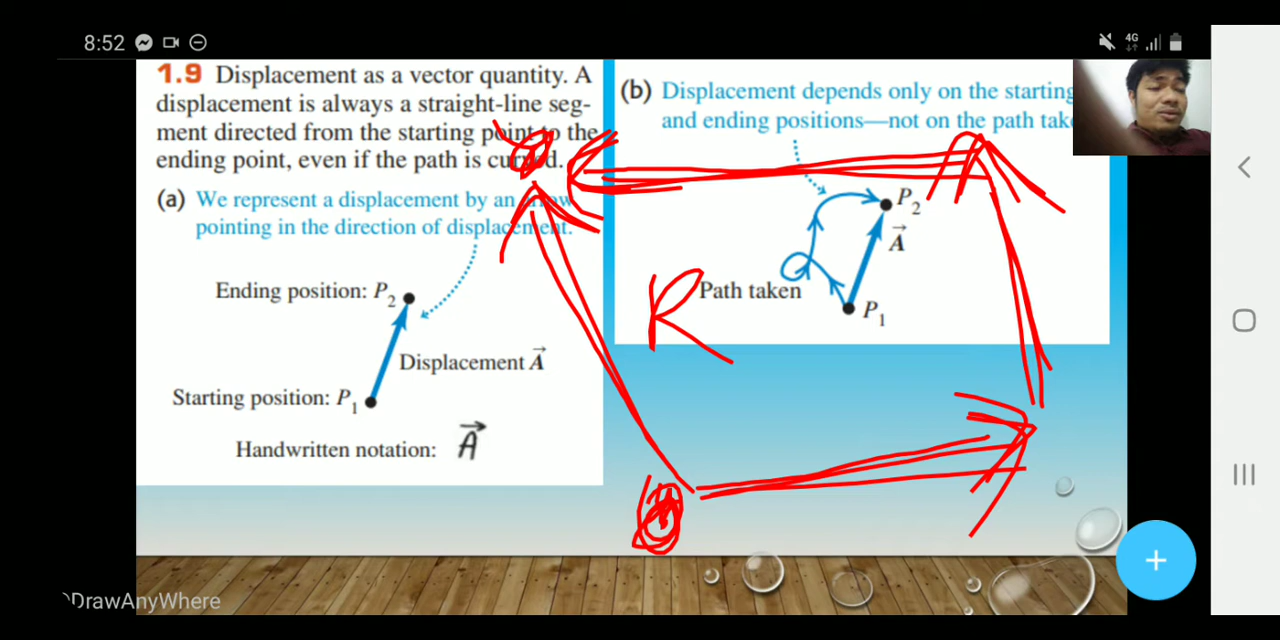 8:52
4G
1.9 Displacement as a vector quantity. A
displacement is always a straight-line seg-
ment directed from the starting point to the
ending point, even if the path is curved.
(a) We represent a displacement by an arrow
pointing in the direction of displacement.
Ending position: P2
Displacement A⃗
Starting position: P1
Handwritten notation: A⃗
(b) Displacement depends only on the starting
and ending positions—not on the path tak
P2
A⃗
Path taken
P1
R
DrawAnyWhere